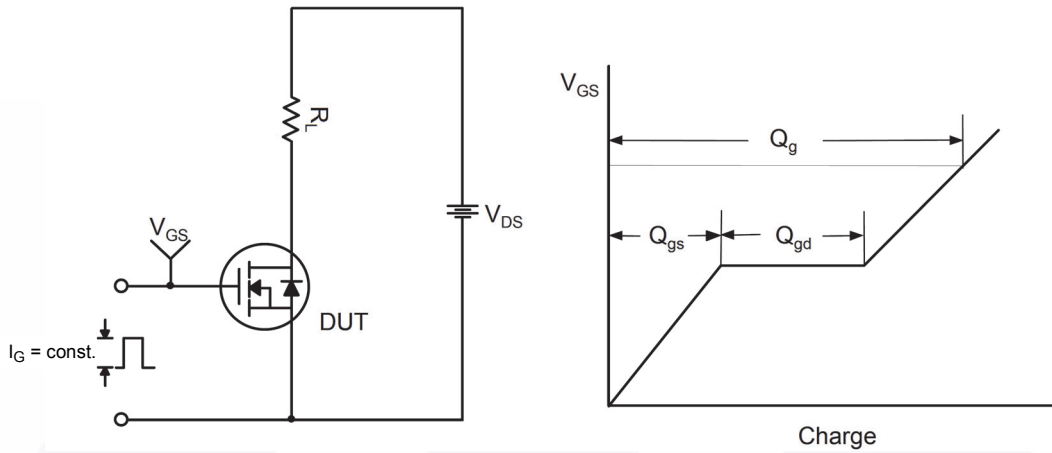 R_L
V_DS
V_GS
DUT
I_G = const.
V_GS
Q_g
Q_gs
Q_gd
Charge